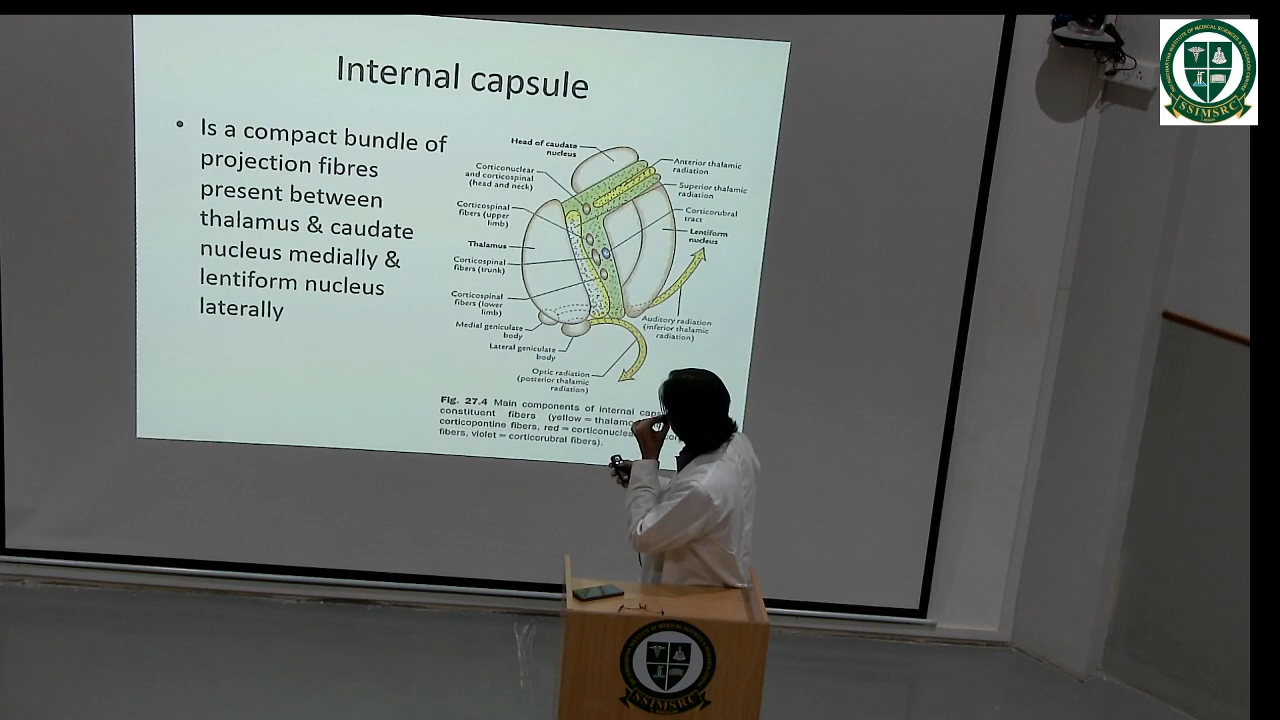 Internal capsule
• Is a compact bundle of
projection fibres
present between
thalamus & caudate
nucleus medially &
lentiform nucleus
laterally
Head of caudate
nucleus
Corticonuclear
and corticospinal
(head and neck)
Corticospinal
fibers (upper
limb)
Thalamus
Corticospinal
fibers (trunk)
Corticospinal
fibers (lower
limb)
Medial geniculate
body
Lateral geniculate
body
Optic radiation
(posterior thalamic
radiation)
Anterior thalamic
radiation
Superior thalamic
radiation
Corticorubral
tract
Lentiform
nucleus
Auditory radiation
(inferior thalamic
radiation)
Fig. 27.4 Main components of internal
constituent fibers (yellow =
corticopontine fibers, red =
fibers, violet = corticorubral fibers).
SSIMSRC
SSIMSRC